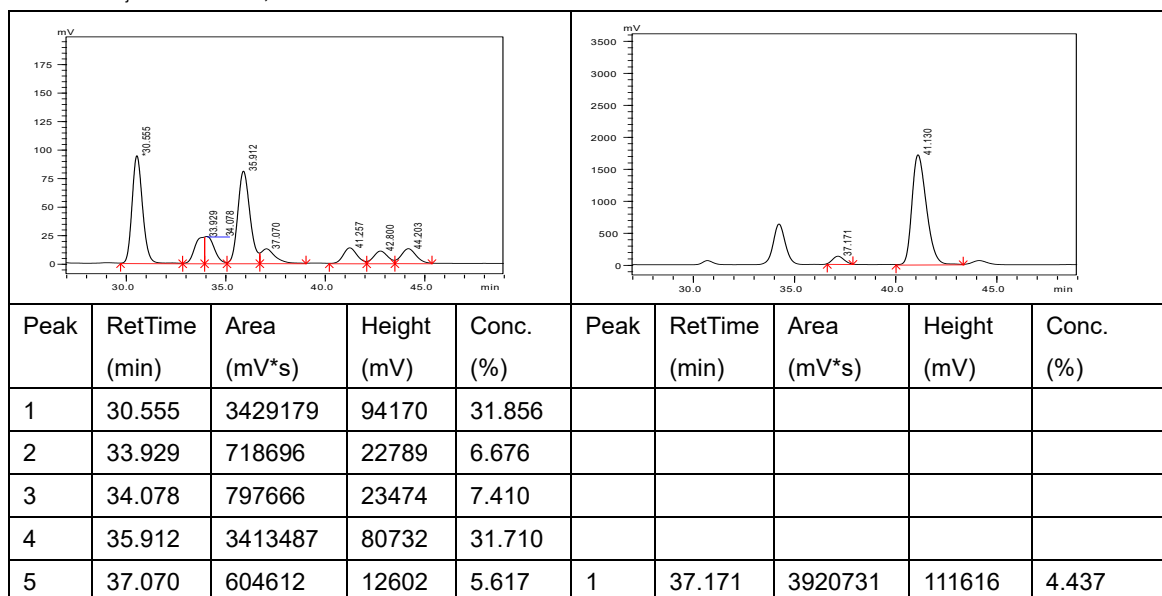 mV
175
150
125
100
75
50
25
0
*30.555
33.929
34.078
35.912
37.070
41.257
42.800
44.203
30.0 35.0 40.0 45.0 min
mV
3500
3000
2500
2000
1500
1000
500
0
37.171
41.130
30.0 35.0 40.0 45.0 min
Peak RetTime Area Height Conc. Peak RetTime Area Height Conc.
(min) (mV*s) (mV) (%) (min) (mV*s) (mV) (%)
1 30.555 3429179 94170 31.856
2 33.929 718696 22789 6.676
3 34.078 797666 23474 7.410
4 35.912 3413487 80732 31.710
5 37.070 604612 12602 5.617 1 37.171 3920731 111616 4.437